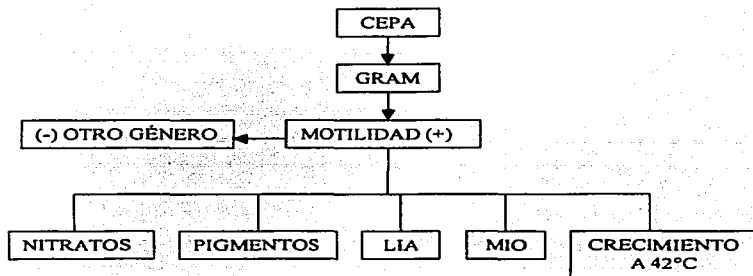 CEPA
GRAM
(-) OTRO GÉNERO
MOTILIDAD (+)
NITRATOS
PIGMENTOS
LIA
MIO
CRECIMIENTO
A 42°C